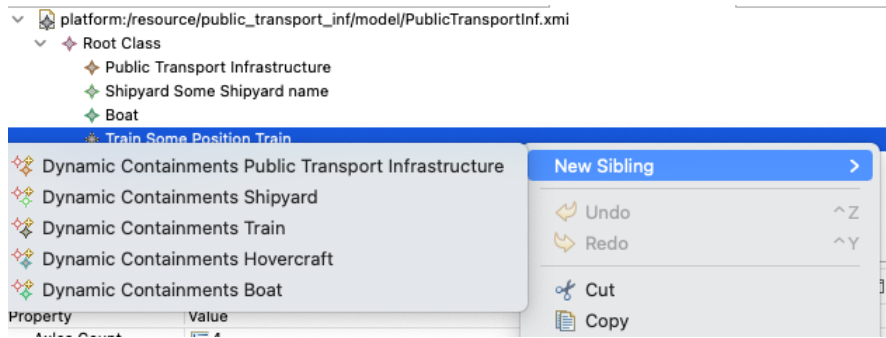 platform:/resource/public_transport_inf/model/PublicTransportInf.xmi
Root Class
Public Transport Infrastructure
Shipyard Some Shipyard name
Boat
Train Some Position Train
Dynamic Containments Public Transport Infrastructure
Dynamic Containments Shipyard
Dynamic Containments Train
Dynamic Containments Hovercraft
Dynamic Containments Boat
New Sibling
Undo ^Z
Redo ^Y
Cut
Copy
Property Value